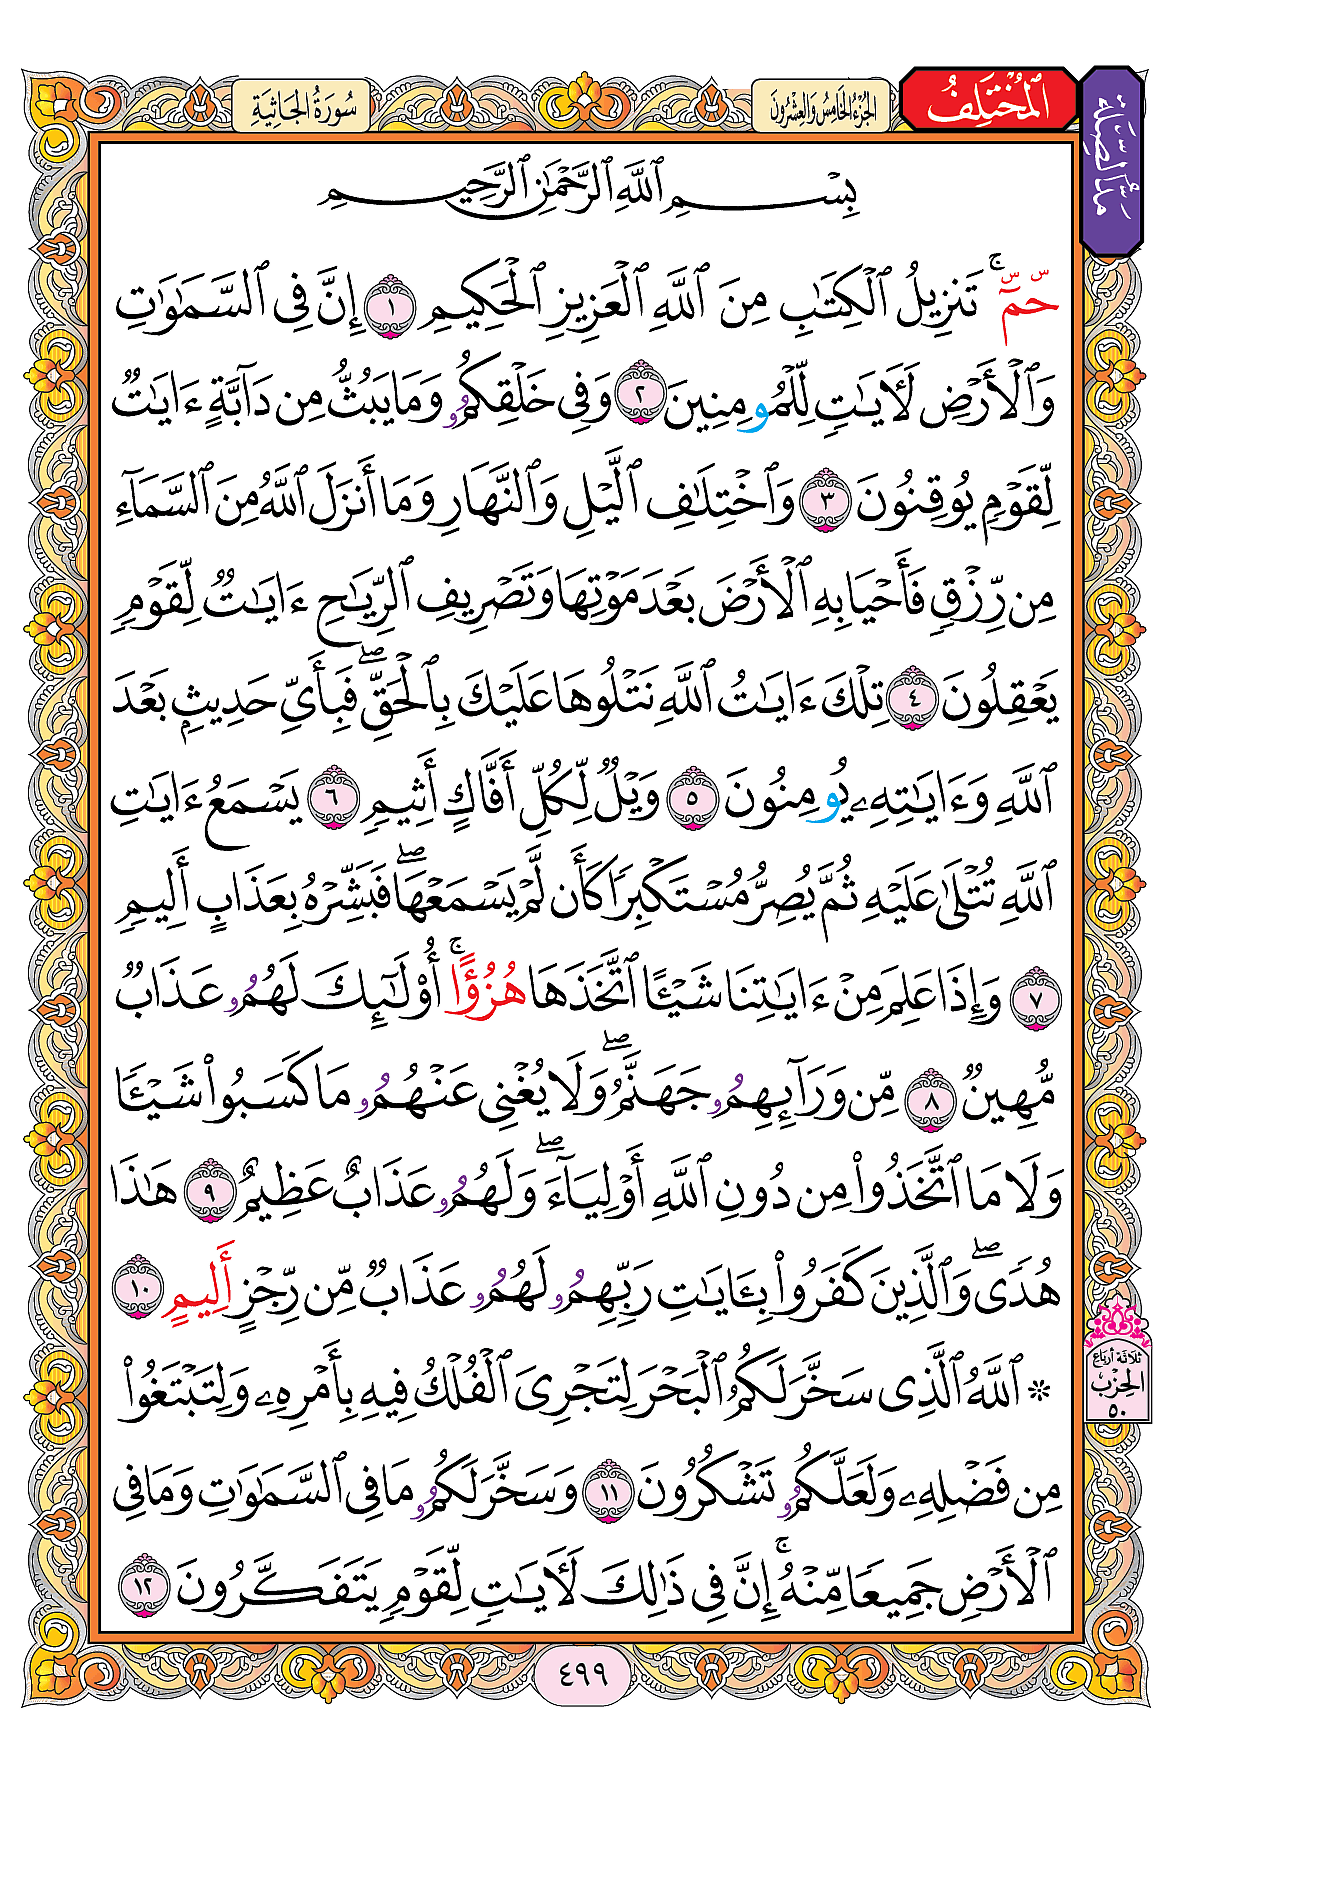 سُورَةُ الجَاثِيَةِ
الجُزْءُ الخَامِسُ وَالعِشْرُونَ
المُخْتَلَفُ
مَدُّ الصِّلَة
بِسْمِ ٱللَّهِ ٱلرَّحْمَٰنِ ٱلرَّحِيمِ
حمٓ ۚ تَنزِيلُ ٱلْكِتَٰبِ مِنَ ٱللَّهِ ٱلْعَزِيزِ ٱلْحَكِيمِ ١ إِنَّ فِى ٱلسَّمَٰوَٰتِ
وَٱلْأَرْضِ لَأٓيَٰتٍ لِّلْمُومِنِينَ ٢ وَفِى خَلْقِكُمُۥ وَمَا يَبُثُّ مِن دَآبَّةٍ ءَايَٰتٌ
لِّقَوْمٍ يُوقِنُونَ ٣ وَٱخْتِلَٰفِ ٱلَّيْلِ وَٱلنَّهَارِ وَمَا أَنزَلَ ٱللَّهُ مِنَ ٱلسَّمَآءِ
مِن رِّزْقٍ فَأَحْيَا بِهِ ٱلْأَرْضَ بَعْدَ مَوْتِهَا وَتَصْرِيفِ ٱلرِّيَٰحِ ءَايَٰتٌ لِّقَوْمٍ
يَعْقِلُونَ ٤ تِلْكَ ءَايَٰتُ ٱللَّهِ نَتْلُوهَا عَلَيْكَ بِٱلْحَقِّ ۖ فَبِأَىِّ حَدِيثٍۭ بَعْدَ
ٱللَّهِ وَءَايَٰتِهِۦ يُومِنُونَ ٥ وَيْلٌ لِّكُلِّ أَفَّاكٍ أَثِيمٍ ٦ يَسْمَعُ ءَايَٰتِ
ٱللَّهِ تُتْلَىٰ عَلَيْهِ ثُمَّ يُصِرُّ مُسْتَكْبِرًا كَأَن لَّمْ يَسْمَعْهَا ۖ فَبَشِّرْهُ بِعَذَابٍ أَلِيمٍ
٧ وَإِذَا عَلِمَ مِنْ ءَايَٰتِنَا شَيْـًٔا ٱتَّخَذَهَا هُزُؤًا ۚ أُوْلَٰٓئِكَ لَهُمُۥ عَذَابٌ
مُّهِينٌ ٨ مِّن وَرَآئِهِمُۥ جَهَنَّمُ ۖ وَلَا يُغْنِى عَنْهُمُۥ مَا كَسَبُواْ شَيْـًٔا
وَلَا مَا ٱتَّخَذُواْ مِن دُونِ ٱللَّهِ أَوْلِيَآءَ ۖ وَلَهُمُۥ عَذَابٌ عَظِيمٌ ٩ هَٰذَا
هُدًى ۖ وَٱلَّذِينَ كَفَرُواْ بِـَٔايَٰتِ رَبِّهِمُۥ لَهُمُۥ عَذَابٌ مِّن رِّجْزٍ أَلِيمٍ ١٠
۞ ٱللَّهُ ٱلَّذِى سَخَّرَ لَكُمُ ٱلْبَحْرَ لِتَجْرِىَ ٱلْفُلْكُ فِيهِ بِأَمْرِهِۦ وَلِتَبْتَغُواْ
مِن فَضْلِهِۦ وَلَعَلَّكُمُۥ تَشْكُرُونَ ١١ وَسَخَّرَ لَكُمُۥ مَا فِى ٱلسَّمَٰوَٰتِ وَمَا فِى
ٱلْأَرْضِ جَمِيعًا مِّنْهُ ۚ إِنَّ فِى ذَٰلِكَ لَأٓيَٰتٍ لِّقَوْمٍ يَتَفَكَّرُونَ ١٢
ثلاثة أرباع
الحِزْب
٥٠
٤٩٩